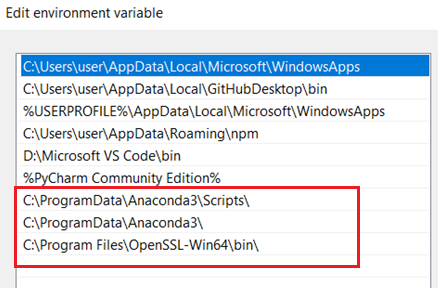 Edit environment variable
C:\Users\user\AppData\Local\Microsoft\WindowsApps
C:\Users\user\AppData\Local\GitHubDesktop\bin
%USERPROFILE%\AppData\Local\Microsoft\WindowsApps
C:\Users\user\AppData\Roaming\npm
D:\Microsoft VS Code\bin
%PyCharm Community Edition%
C:\ProgramData\Anaconda3\Scripts\
C:\ProgramData\Anaconda3\
C:\Program Files\OpenSSL-Win64\bin\